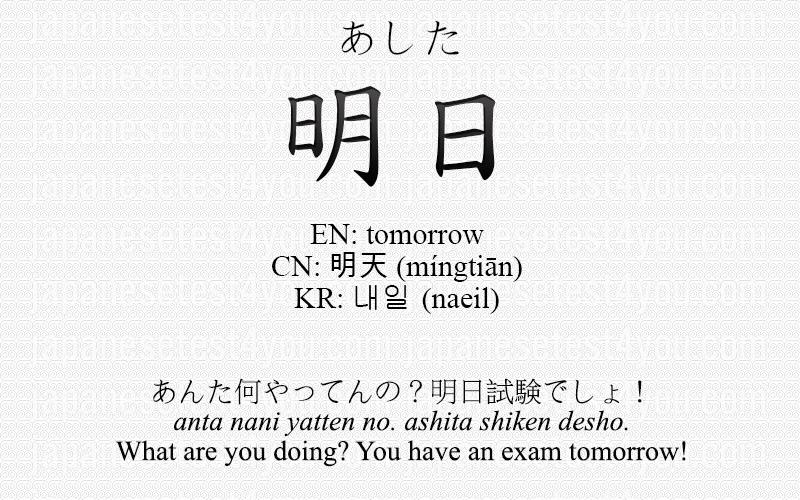 あした
明日
EN: tomorrow
CN: 明天 (míngtiān)
KR: 내일 (naeil)
あんた何やってんの？明日試験でしょ！
anta nani yatten no. ashita shiken desho.
What are you doing? You have an exam tomorrow!
japanesetest4you.com